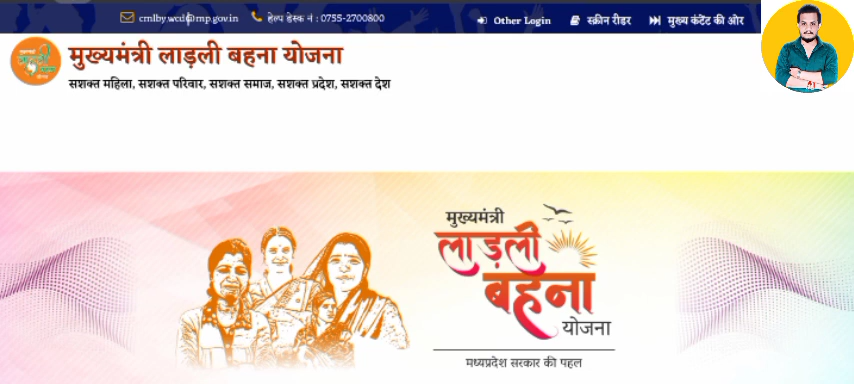 cmlby.wcd@mp.gov.in हेल्प डेस्क नं : 0755-2700800 Other Login स्क्रीन रीडर मुख्य कंटेंट की ओर
मुख्यमंत्री लाड़ली बहना योजना
सशक्त महिला, सशक्त परिवार, सशक्त समाज, सशक्त प्रदेश, सशक्त देश
मुख्यमंत्री
लाड़ली
बहना
योजना
मध्यप्रदेश सरकार की पहल